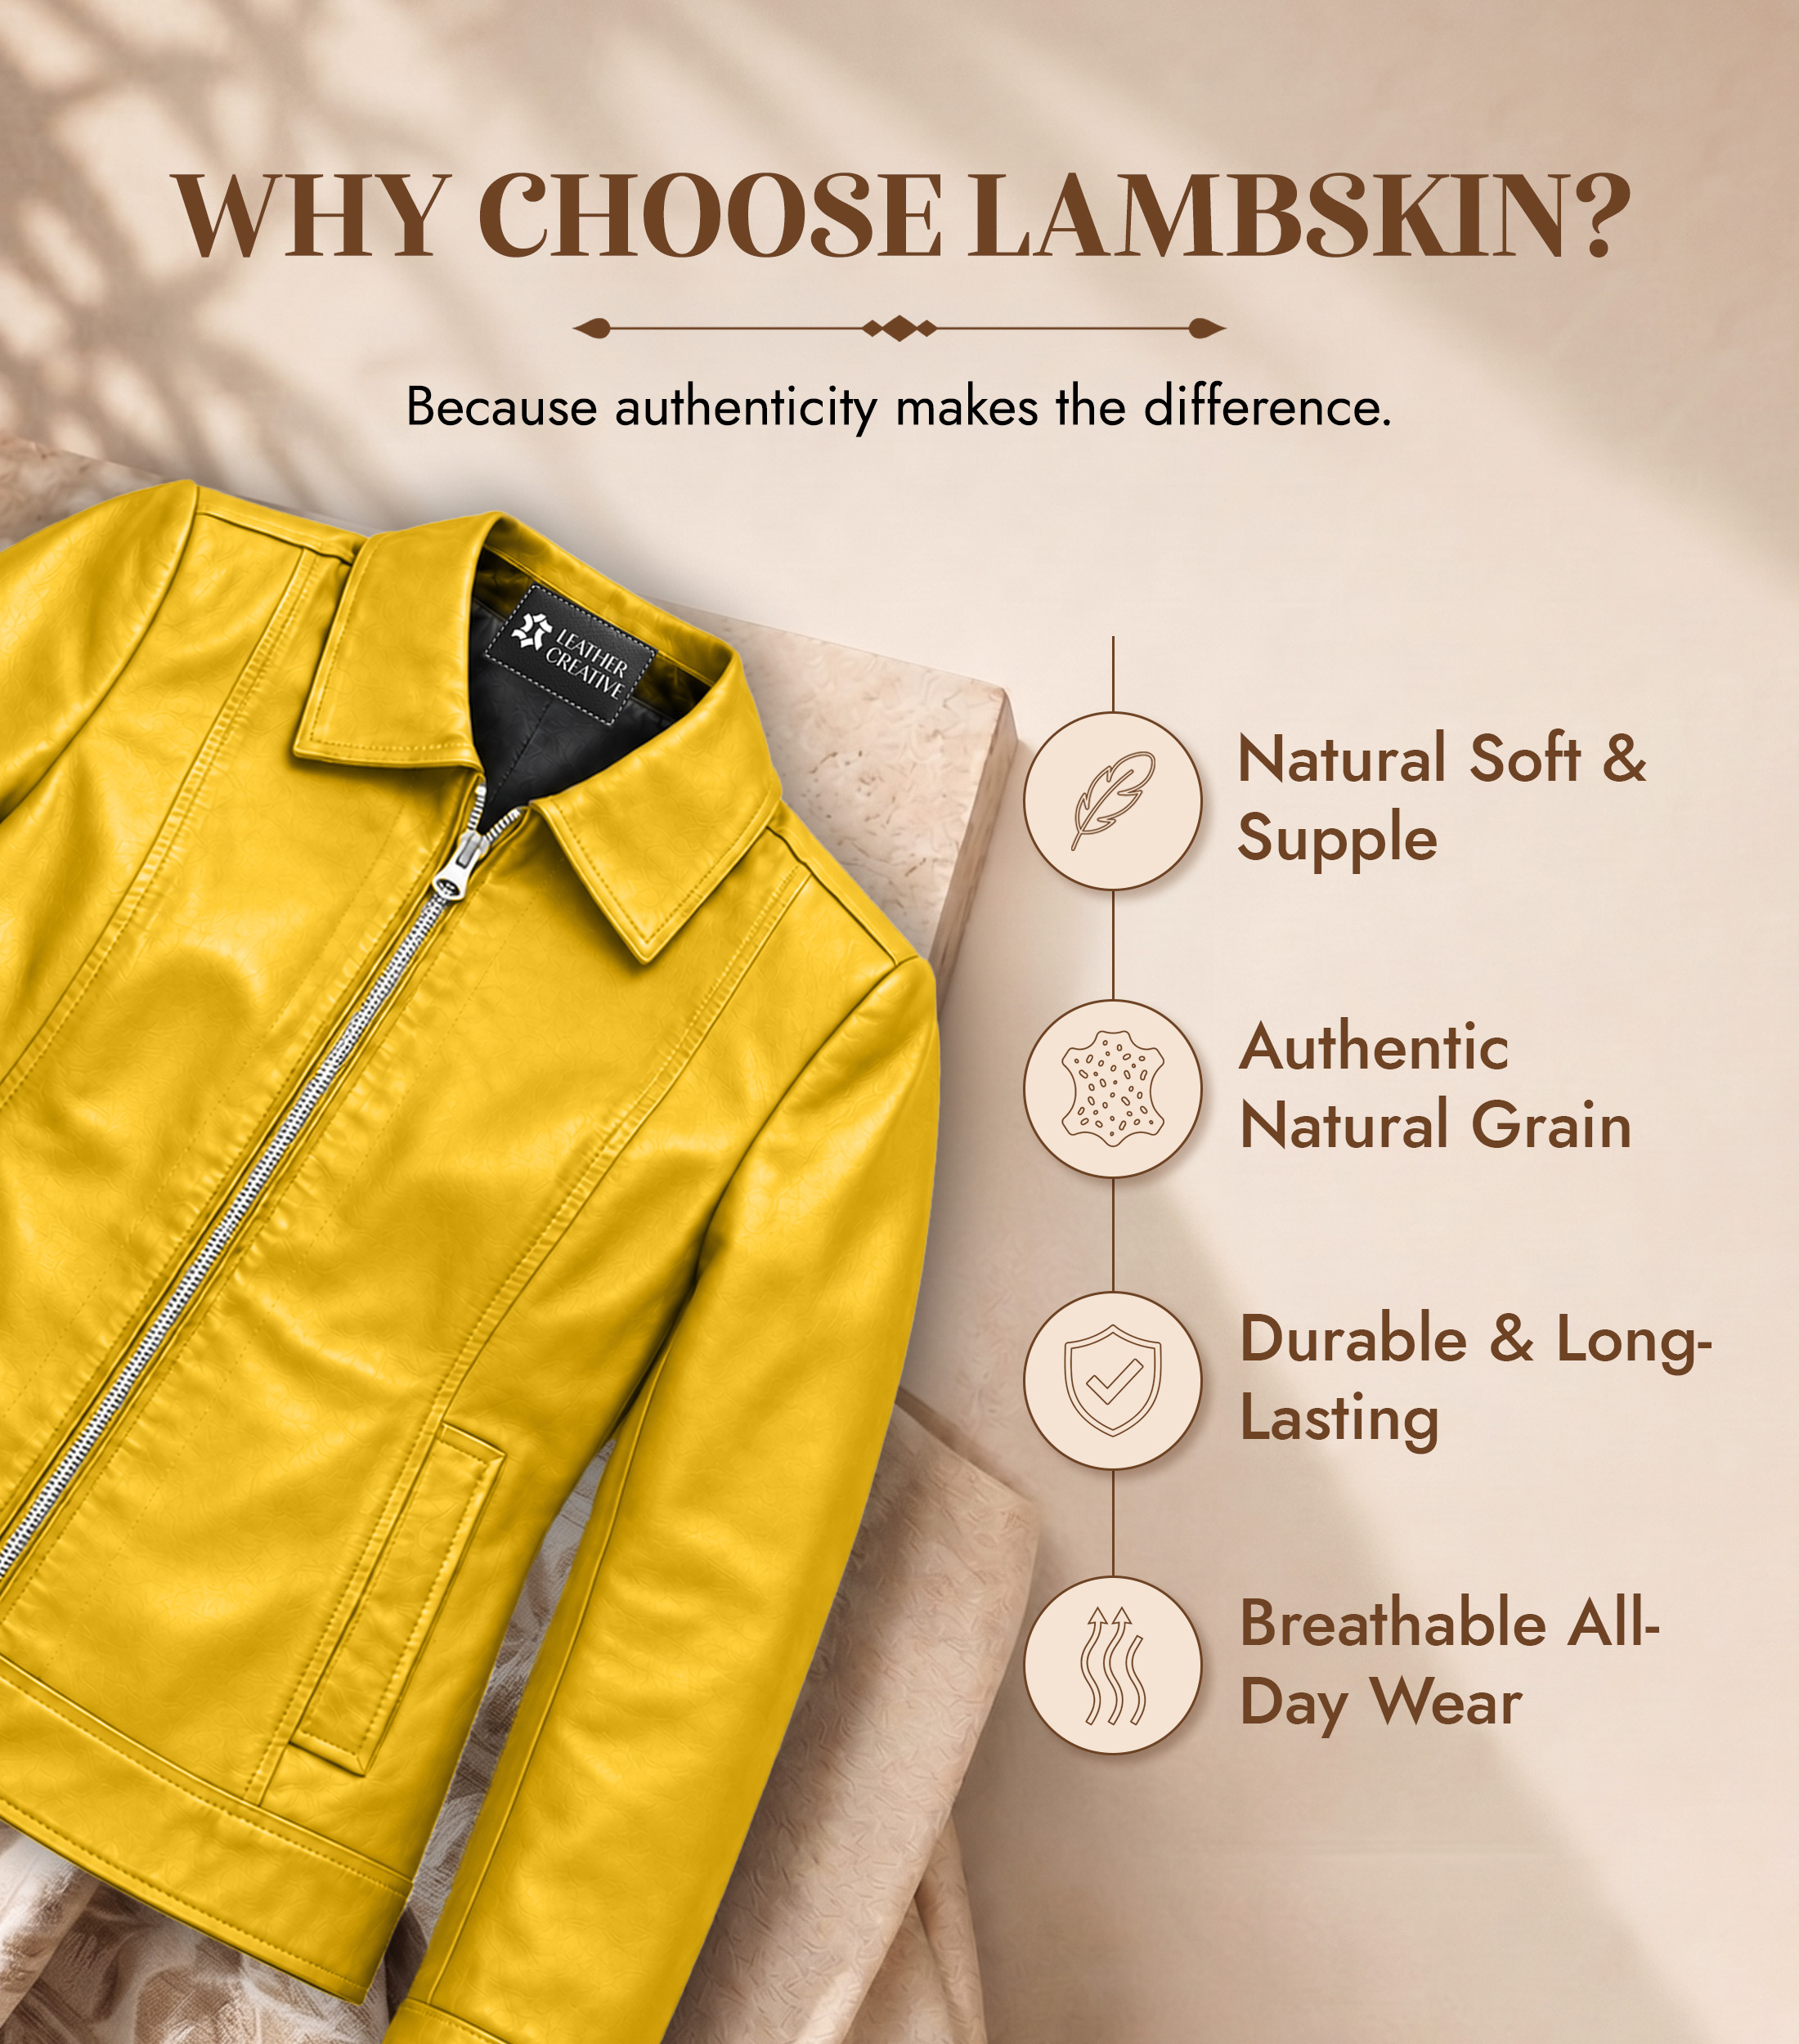 WHY CHOOSE LAMBSKIN?
Because authenticity makes the difference.
LEATHER
CREATIVE
Natural Soft &
Supple
Authentic
Natural Grain
Durable & Long-
Lasting
Breathable All-
Day Wear